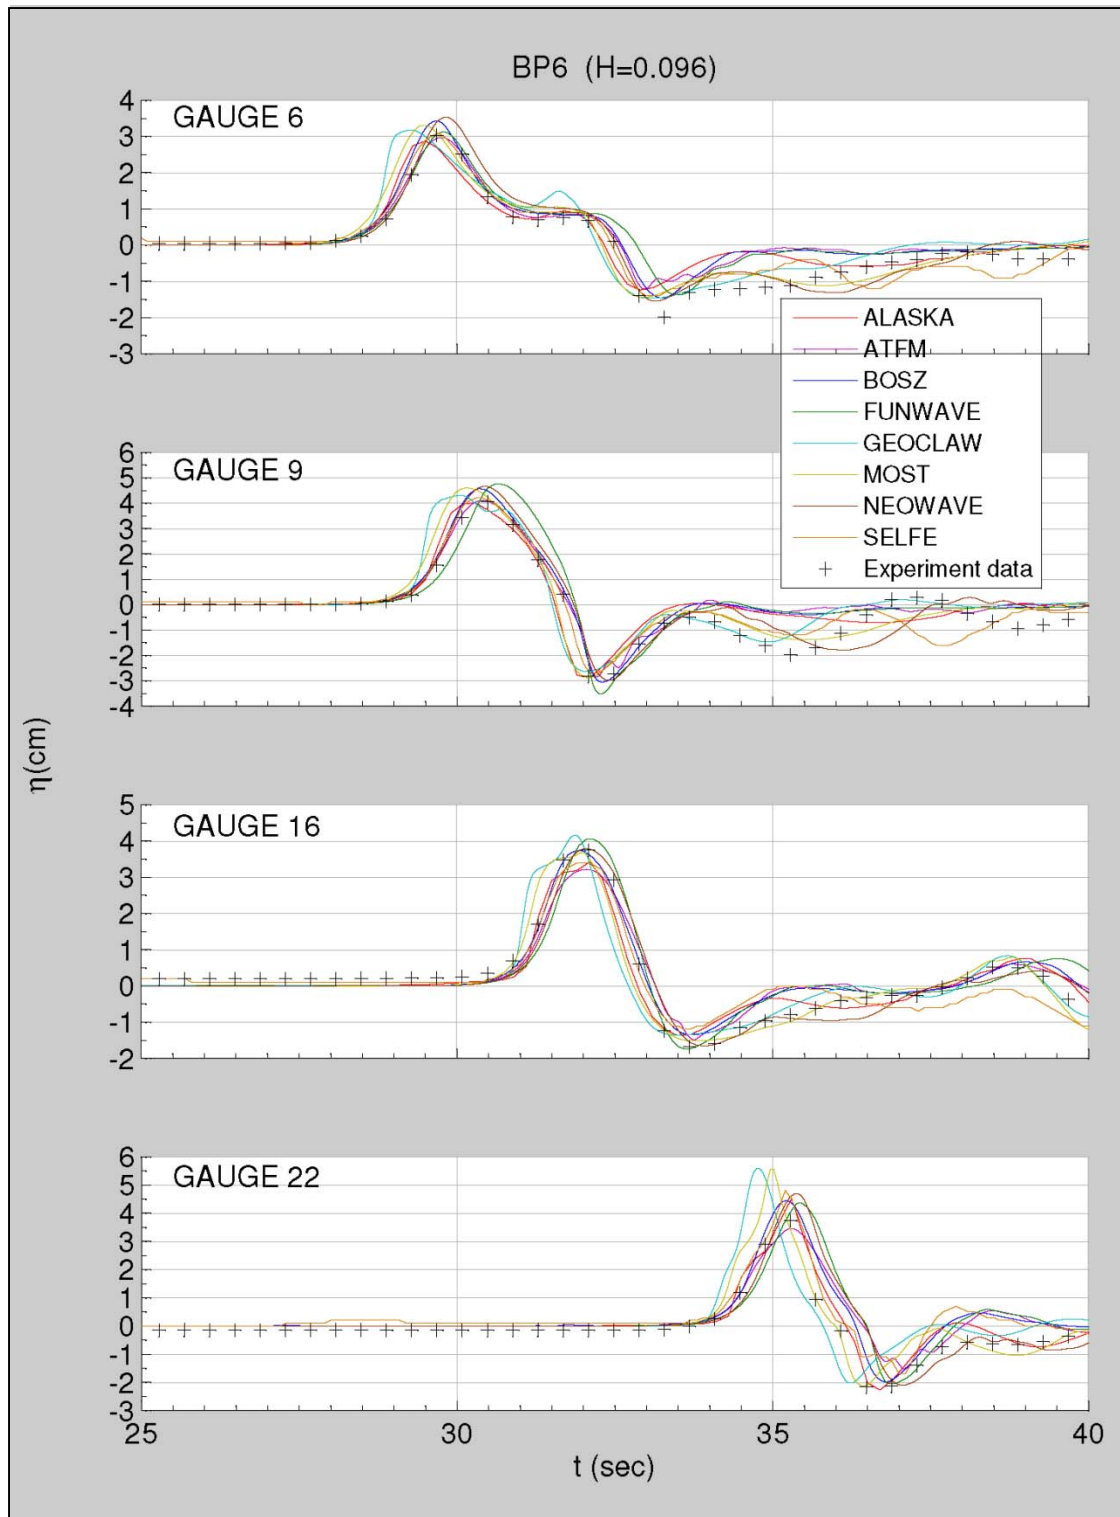 BP6 (H=0.096)
GAUGE 6
4
3
2
1
0
-1
-2
-3
ALASKA
ATFM
BOSZ
FUNWAVE
GEOCLAW
MOST
NEOWAVE
SELFE
Experiment data
GAUGE 9
6
5
4
3
2
1
0
-1
-2
-3
-4
η(cm)
GAUGE 16
5
4
3
2
1
0
-1
-2
GAUGE 22
6
5
4
3
2
1
0
-1
-2
-3
25 30 35 40
t (sec)